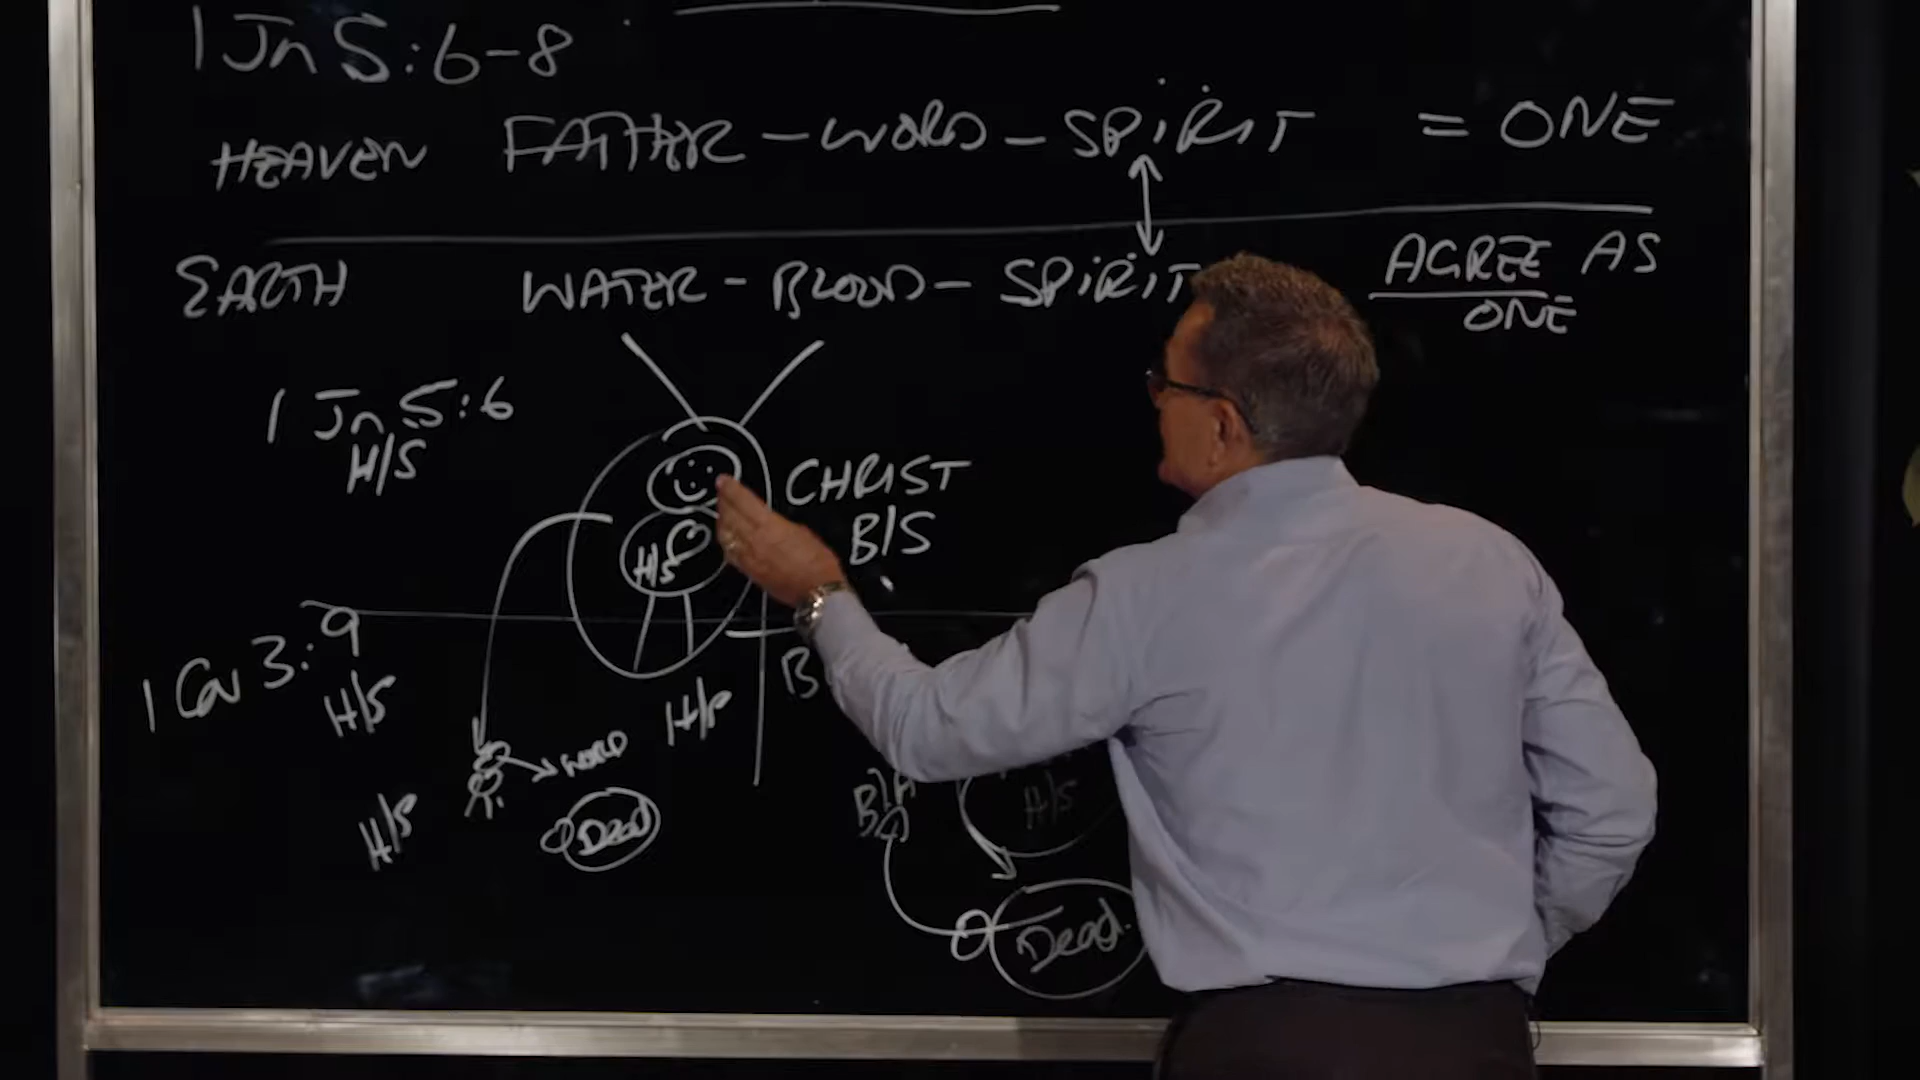 1 Jn 5:6-8
HEAVEN FATHER - WORD - SPiRiT = ONE
EARTH WATER - BLOOD - SPiRiT AGREE AS
ONE
1 Jn 5:6
H/S
CHRIST
B/S
H/S
1 Cor 3:9
H/S
H/S
B
WORD
H/S
Dead
H/S
Dead